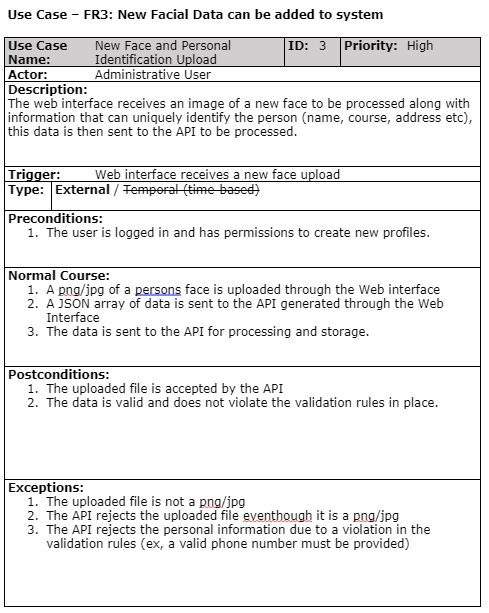 Use Case – FR3: New Facial Data can be added to system
Use Case Name: New Face and Personal Identification Upload ID: 3 Priority: High
Actor: Administrative User
Description:
The web interface receives an image of a new face to be processed along with
information that can uniquely identify the person (name, course, address etc),
this data is then sent to the API to be processed.
Trigger: Web interface receives a new face upload
Type: External / Temporal (time-based)
Preconditions:
1. The user is logged in and has permissions to create new profiles.
Normal Course:
1. A png/jpg of a persons face is uploaded through the Web interface
2. A JSON array of data is sent to the API generated through the Web
Interface
3. The data is sent to the API for processing and storage.
Postconditions:
1. The uploaded file is accepted by the API
2. The data is valid and does not violate the validation rules in place.
Exceptions:
1. The uploaded file is not a png/jpg
2. The API rejects the uploaded file eventhough it is a png/jpg
3. The API rejects the personal information due to a violation in the
validation rules (ex, a valid phone number must be provided)